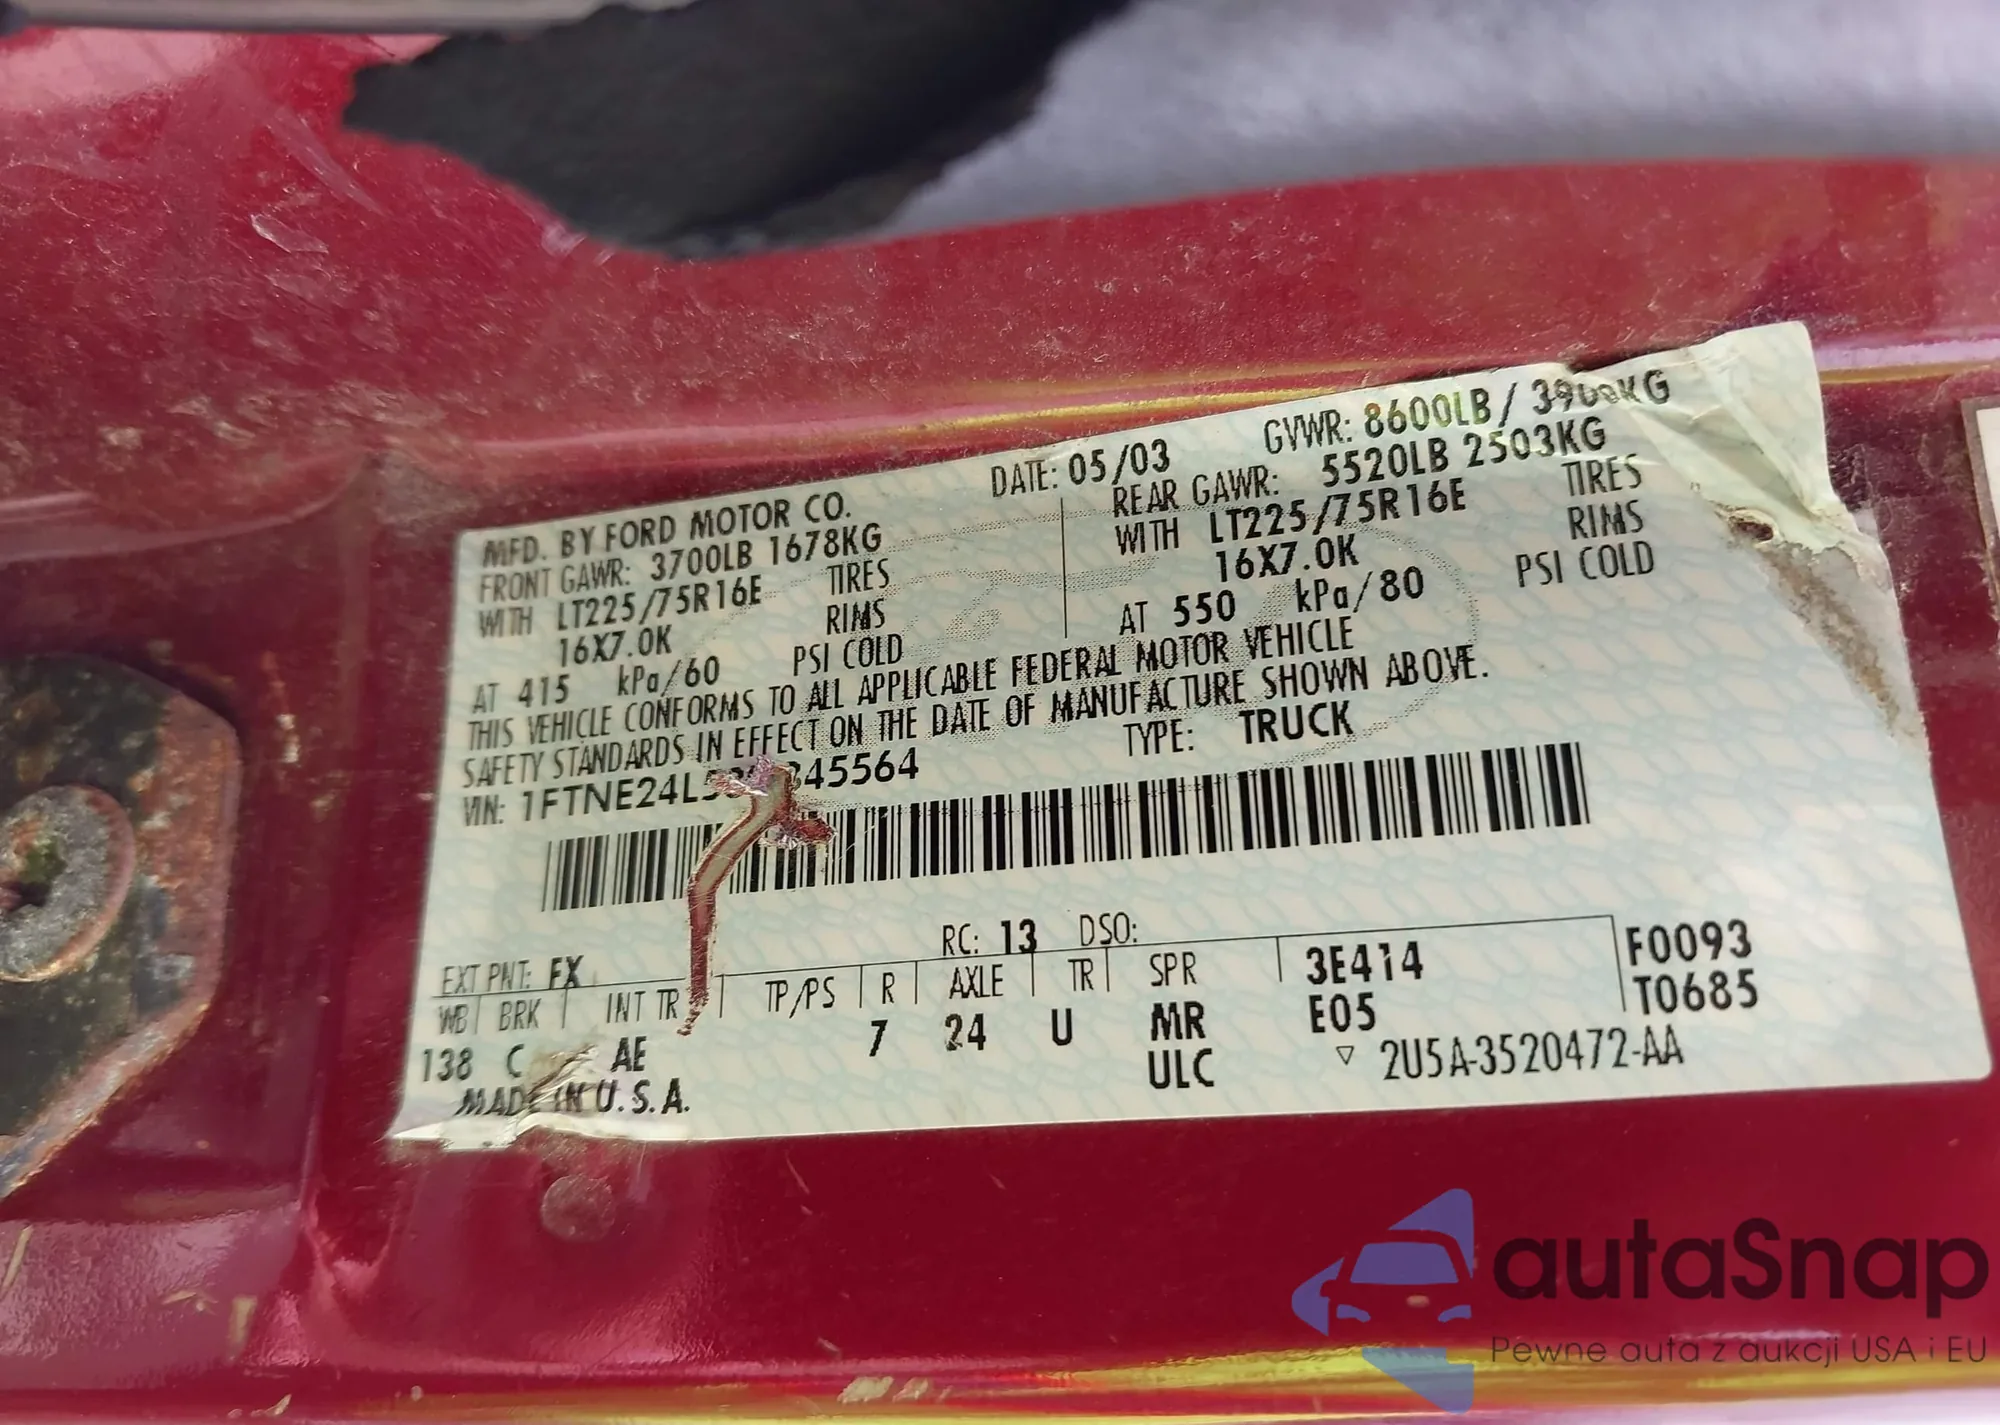 MFD. BY FORD MOTOR CO.
DATE: 05/03
GVWR: 8600LB / 3900KG
FRONT GAWR: 3700LB 1678KG
REAR GAWR: 5520LB 2503KG
WITH LT225/75R16E TIRES
WITH LT225/75R16E TIRES
16X7.0K RIMS
16X7.0K RIMS
AT 415 kPa/60 PSI COLD
AT 550 kPa/80 PSI COLD
THIS VEHICLE CONFORMS TO ALL APPLICABLE FEDERAL MOTOR VEHICLE
SAFETY STANDARDS IN EFFECT ON THE DATE OF MANUFACTURE SHOWN ABOVE.
VIN:
TYPE: TRUCK
EXT PNT: FX RC: 13 DSO:
WB BRK INT TR TP/PS R AXLE TR SPR 3E414 F0093
138 C AE 7 24 U MR E05 T0685
ULC ▽ 2U5A-3520472-AA
MADE IN U.S.A.
autaSnap
Pewne auta z aukcji USA i EU